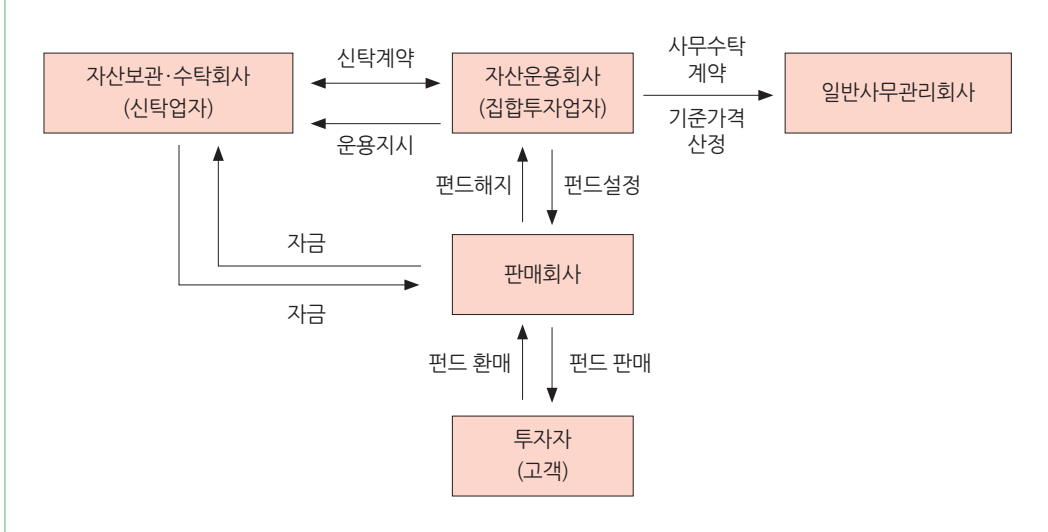 자산보관·수탁회사
(신탁업자)
신탁계약
운용지시
자산운용회사
(집합투자업자)
사무수탁
계약
기준가격
산정
일반사무관리회사
편드해지
펀드설정
자금
자금
판매회사
펀드 환매
펀드 판매
투자자
(고객)